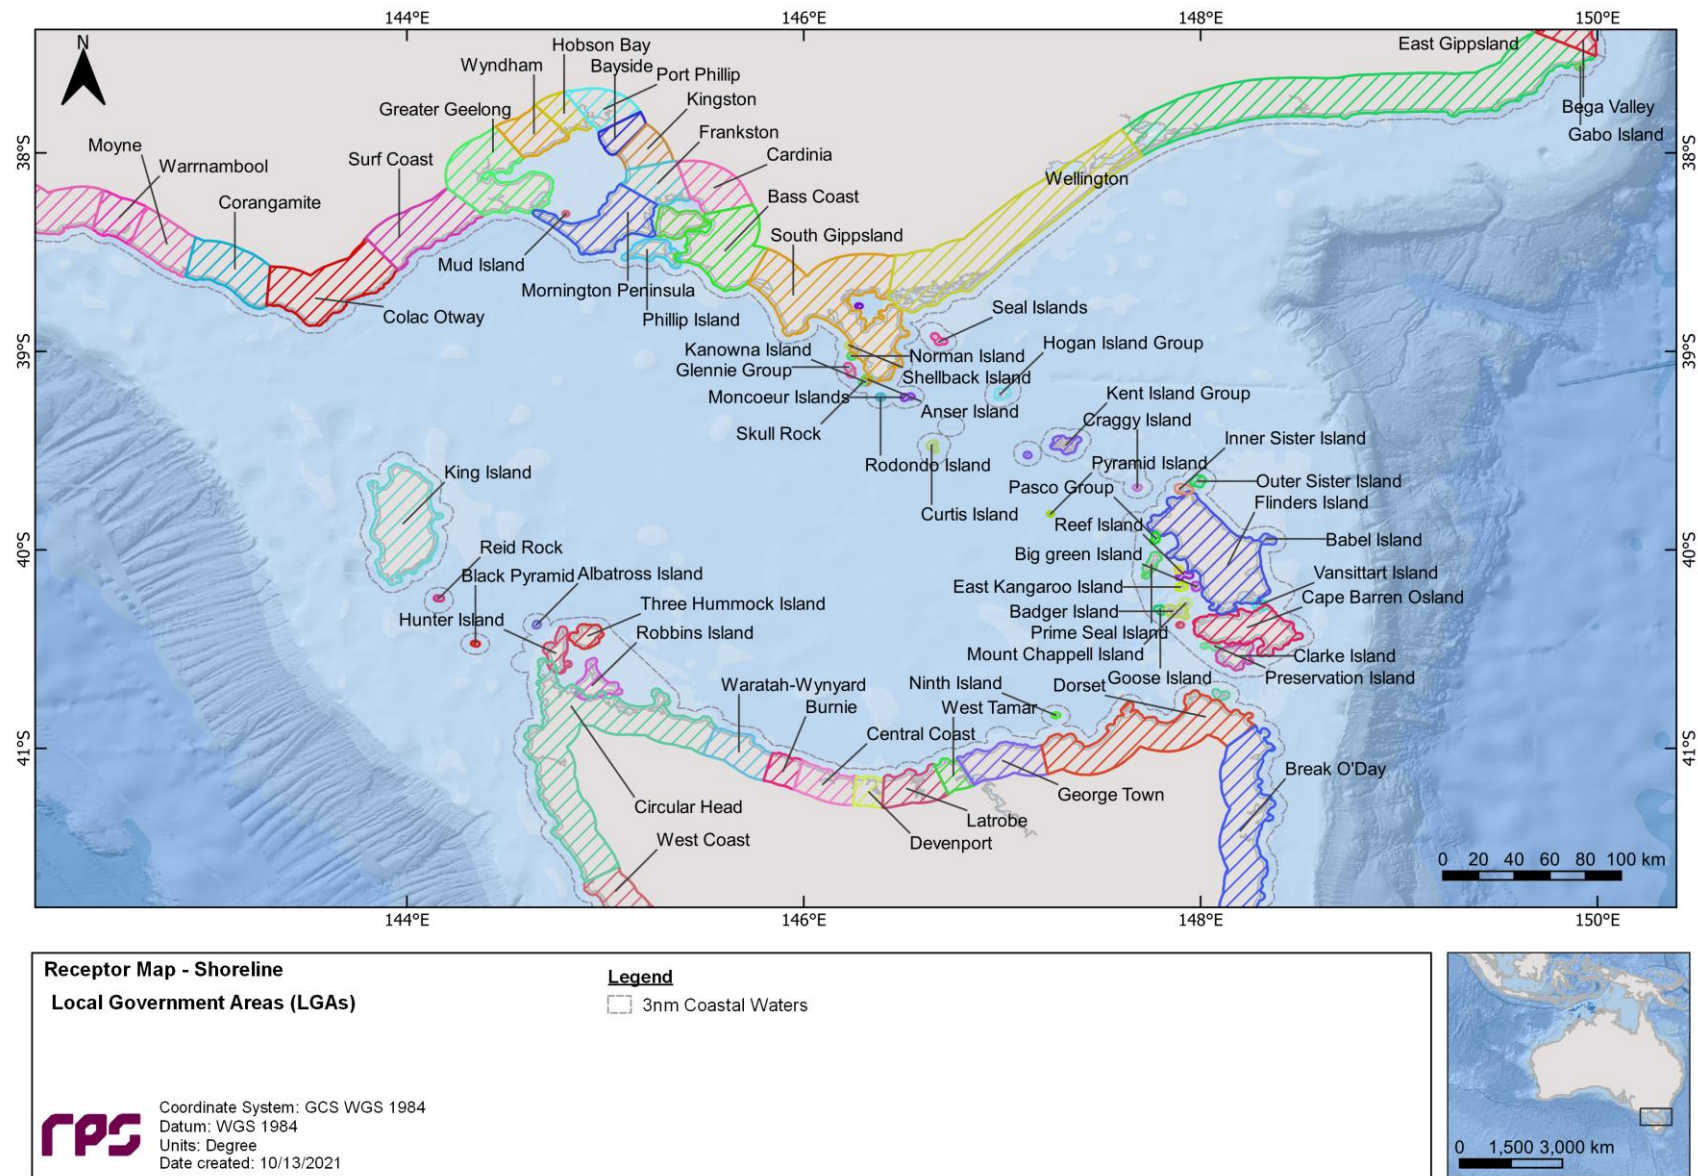 144°E
146°E
148°E
150°E
N
Hobson Bay
Bayside
Wyndham
Port Phillip
Kingston
Greater Geelong
Frankston
Cardinia
Moyne
Warrnambool
Surf Coast
Corangamite
Bass Coast
South Gippsland
Wellington
East Gippsland
Bega Valley
Gabo Island
38°S
38°S
Mud Island
Mornington Peninsula
Phillip Island
Colac Otway
Seal Islands
Kanowna Island
Norman Island
Hogan Island Group
Glennie Group
Shellback Island
39°S
39°S
Moncoeur Islands
Anser Island
Kent Island Group
Craggy Island
Skull Rock
Rodondo Island
Inner Sister Island
King Island
Pyramid Island
Outer Sister Island
Pasco Group
Flinders Island
Curtis Island
Reef Island
Babel Island
40°S
40°S
Reid Rock
Big green Island
Black Pyramid
Albatross Island
East Kangaroo Island
Vansittart Island
Three Hummock Island
Cape Barren Osland
Hunter Island
Badger Island
Robbins Island
Prime Seal Island
Mount Chappell Island
Clarke Island
Goose Island
Preservation Island
Waratah-Wynyard
Ninth Island
Dorset
Burnie
West Tamar
Central Coast
41°S
41°S
Break O'Day
George Town
Circular Head
Latrobe
West Coast
Devenport
0 20 40 60 80 100 km
144°E
146°E
148°E
150°E
Receptor Map - Shoreline
Local Government Areas (LGAs)
Legend
3nm Coastal Waters
rps
Coordinate System: GCS WGS 1984
Datum: WGS 1984
Units: Degree
Date created: 10/13/2021
0 1,500 3,000 km